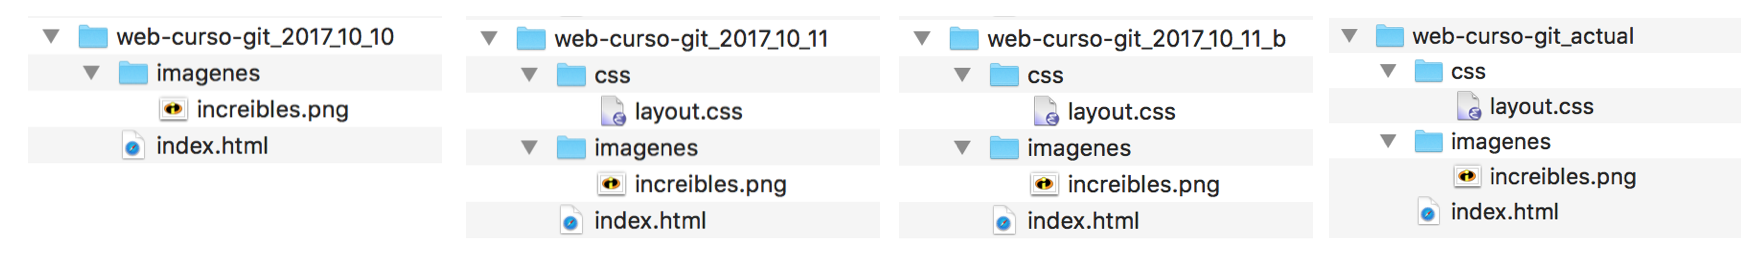 web-curso-git_2017_10_10
imagenes
increibles.png
index.html
web-curso-git_2017_10_11
css
layout.css
imagenes
increibles.png
index.html
web-curso-git_2017_10_11_b
css
layout.css
imagenes
increibles.png
index.html
web-curso-git_actual
css
layout.css
imagenes
increibles.png
index.html